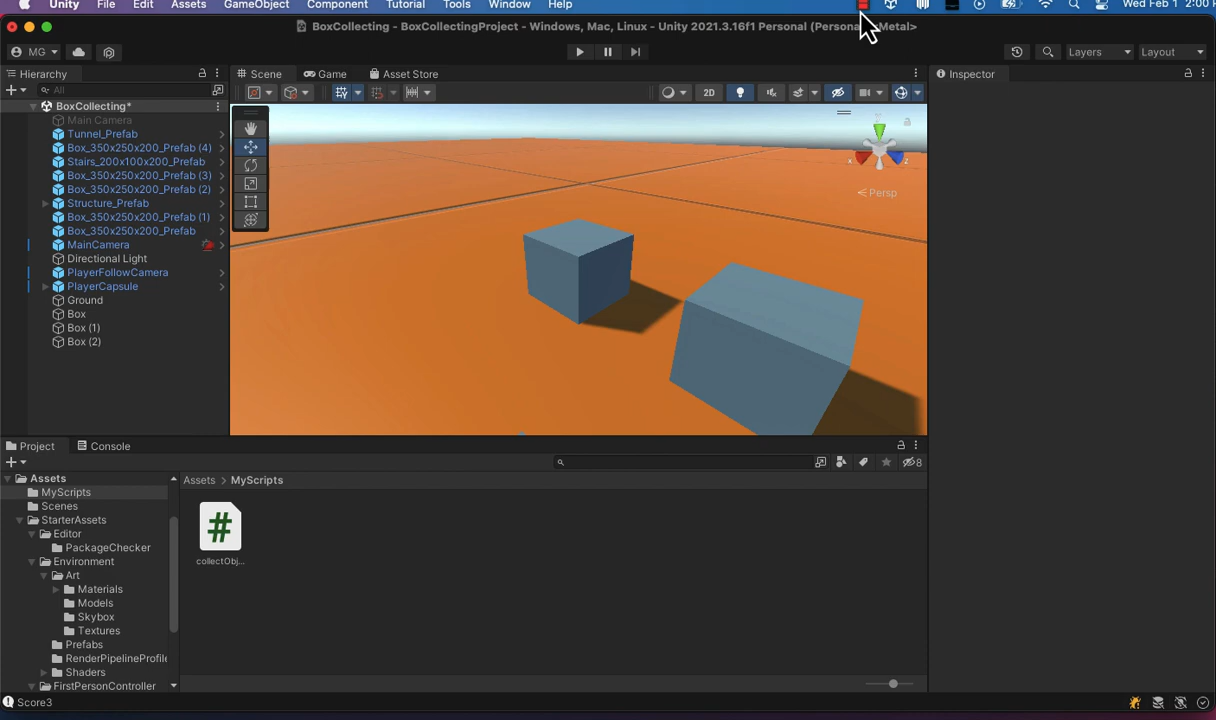 Unity File Edit Assets GameObject Component Tutorial Tools Window Help Wed Feb 1 2:00
BoxCollecting - BoxCollectingProject - Windows, Mac, Linux - Unity 2021.3.16f1 Personal (Personal) <Metal>
MG Layers Layout
Hierarchy Scene Game Asset Store Inspector
All 2D
BoxCollecting*
Main Camera
Tunnel_Prefab
Box_350x250x200_Prefab (4)
Stairs_200x100x200_Prefab
Box_350x250x200_Prefab (3)
Box_350x250x200_Prefab (2)
Structure_Prefab
Box_350x250x200_Prefab (1)
Box_350x250x200_Prefab
MainCamera
Directional Light
PlayerFollowCamera
PlayerCapsule
Ground
Box
Box (1)
Box (2)
x z
< Persp
Project Console
8
Assets
MyScripts
Scenes
StarterAssets
Editor
PackageChecker
Environment
Art
Materials
Models
Skybox
Textures
Prefabs
RenderPipelineProfile
Shaders
FirstPersonController
Assets > MyScripts
#
collectObj...
Score3